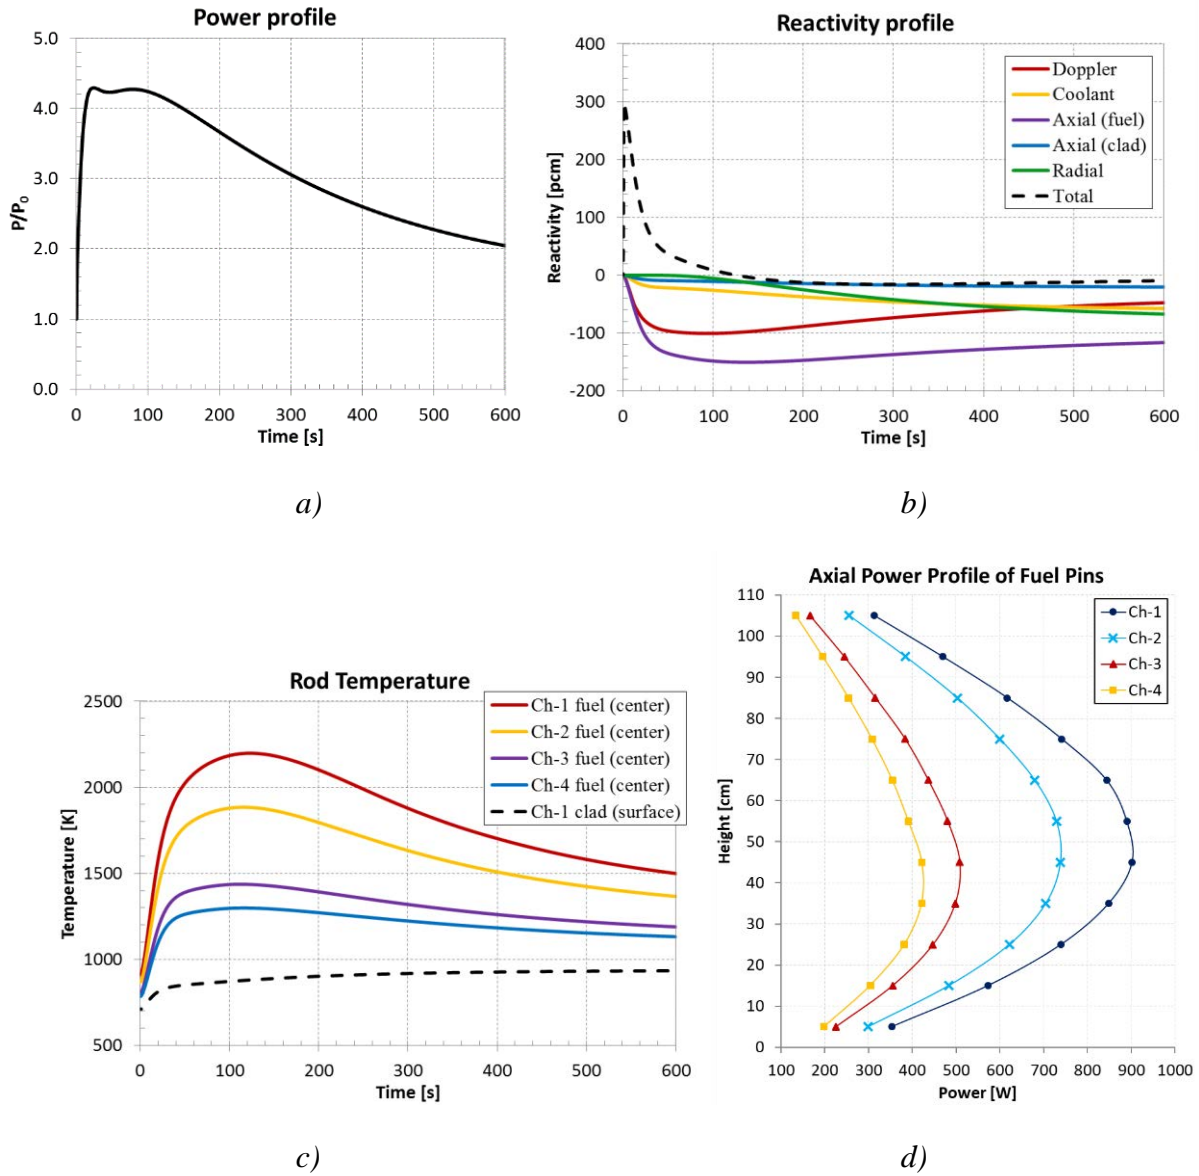 Power profile
5.0
4.0
3.0
2.0
1.0
0.0
P/P0
0 100 200 300 400 500 600
Time [s]
a)
Reactivity profile
400
300
200
100
0
-100
-200
Reactivity [pcm]
Doppler
Coolant
Axial (fuel)
Axial (clad)
Radial
Total
0 100 200 300 400 500 600
Time [s]
b)
Rod Temperature
2500
2000
1500
1000
500
Temperature [K]
Ch-1 fuel (center)
Ch-2 fuel (center)
Ch-3 fuel (center)
Ch-4 fuel (center)
Ch-1 clad (surface)
0 100 200 300 400 500 600
Time [s]
c)
Axial Power Profile of Fuel Pins
110
100
90
80
70
60
50
40
30
20
10
0
Height [cm]
Ch-1
Ch-2
Ch-3
Ch-4
100 200 300 400 500 600 700 800 900 1000
Power [W]
d)